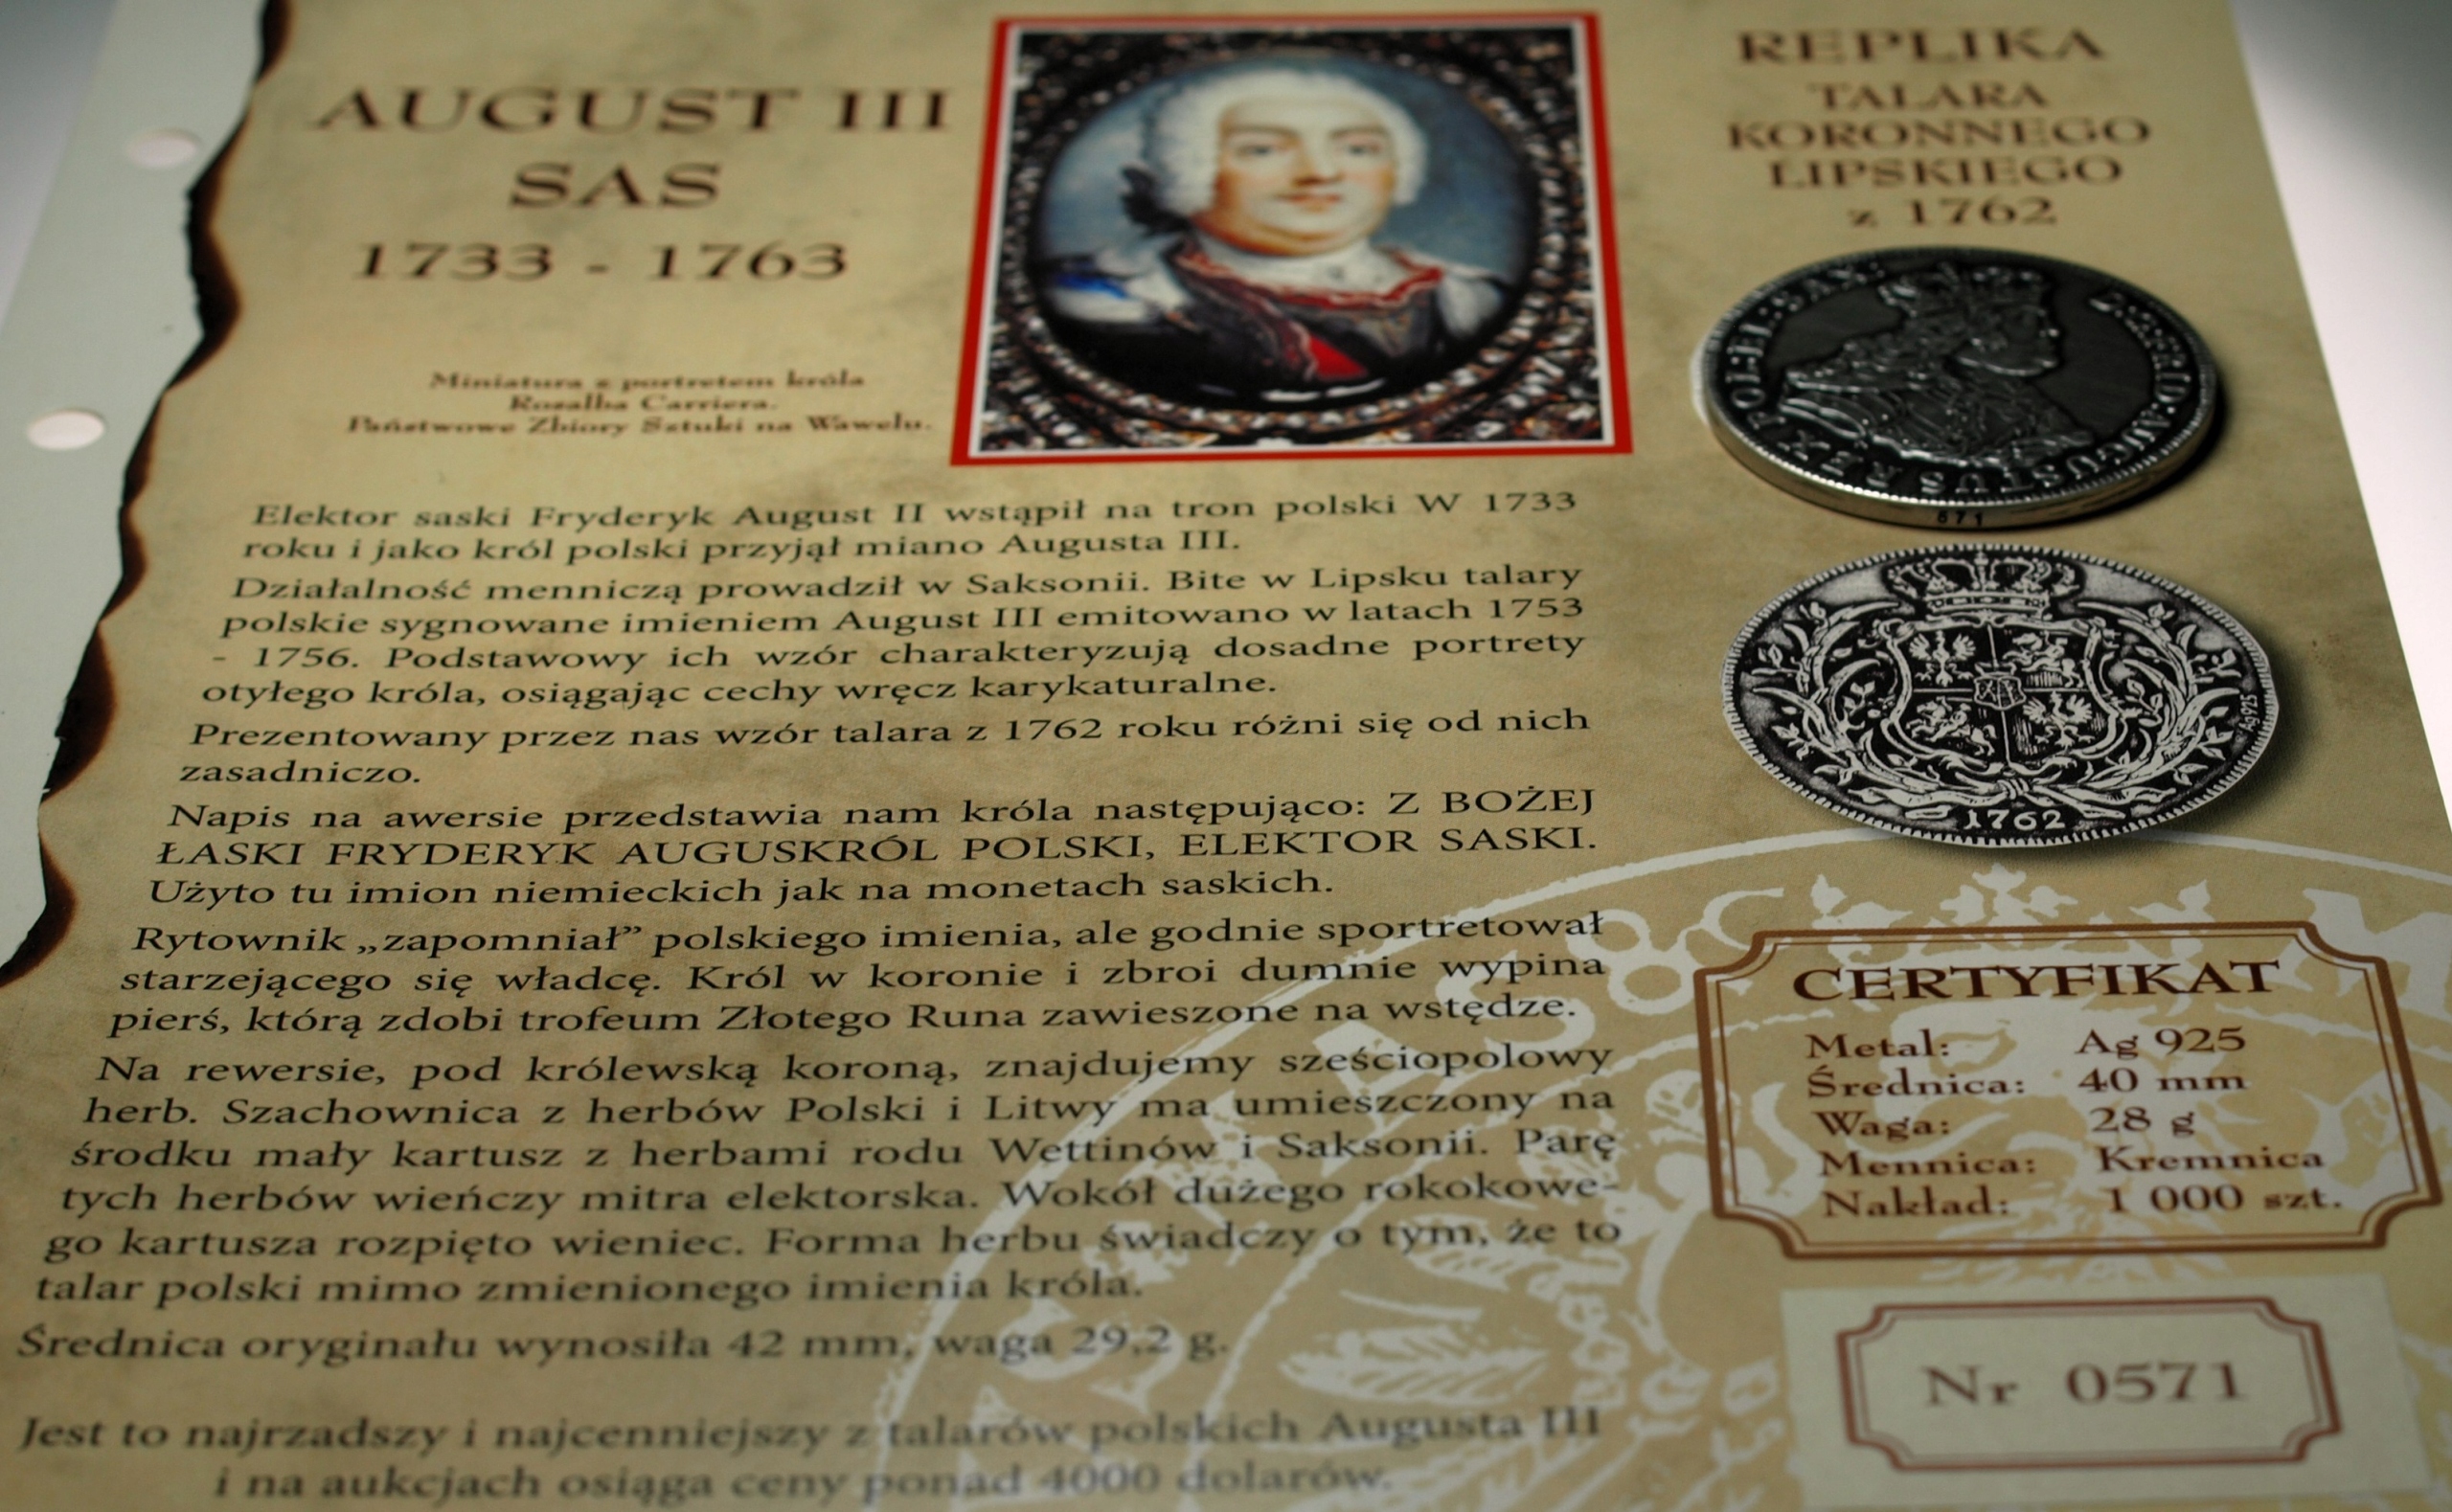 AUGUST III
SAS
1733 - 1763
Miniatura z portretem króla
Rosalba Carriera.
Państwowe Zbiory Sztuki na Wawelu.
Elektor saski Fryderyk August II wstąpił na tron polski W 1733
roku i jako król polski przyjął miano Augusta III.
Działalność menniczą prowadził w Saksonii. Bite w Lipsku talary
polskie sygnowane imieniem August III emitowano w latach 1753
- 1756. Podstawowy ich wzór charakteryzują dosadne portrety
otyłego króla, osiągając cechy wręcz karykaturalne.
Prezentowany przez nas wzór talara z 1762 roku różni się od nich
zasadniczo.
Napis na awersie przedstawia nam króla następująco: Z BOŻEJ
ŁASKI FRYDERYK AUGUSKRÓL POLSKI, ELEKTOR SASKI.
Użyto tu imion niemieckich jak na monetach saskich.
Rytownik „zapomniał” polskiego imienia, ale godnie sportretował
starzejącego się władcę. Król w koronie i zbroi dumnie wypina
pierś, którą zdobi trofeum Złotego Runa zawieszone na wstędze.
Na rewersie, pod królewską koroną, znajdujemy sześciopolowy
herb. Szachownica z herbów Polski i Litwy ma umieszczony na
środku mały kartusz z herbami rodu Wettinów i Saksonii. Parę
tych herbów wieńczy mitra elektorska. Wokół dużego rokokowe-
go kartusza rozpięto wieniec. Forma herbu świadczy o tym, że to
talar polski mimo zmienionego imienia króla.
Średnica oryginału wynosiła 42 mm, waga 29,2 g.
Jest to najrzadszy i najcenniejszy z talarów polskich Augusta III
i na aukcjach osiąga ceny ponad 4000 dolarów.
REPLIKA
TALARA
KORONNEGO
LIPSKIEGO
z 1762
AUGUSTUS REX POL:EL:SAX:
571
Ag925
1762
CERTYFIKAT
Metal: Ag 925
Średnica: 40 mm
Waga: 28 g
Mennica: Kremnica
Nakład: 1 000 szt.
Nr 0571